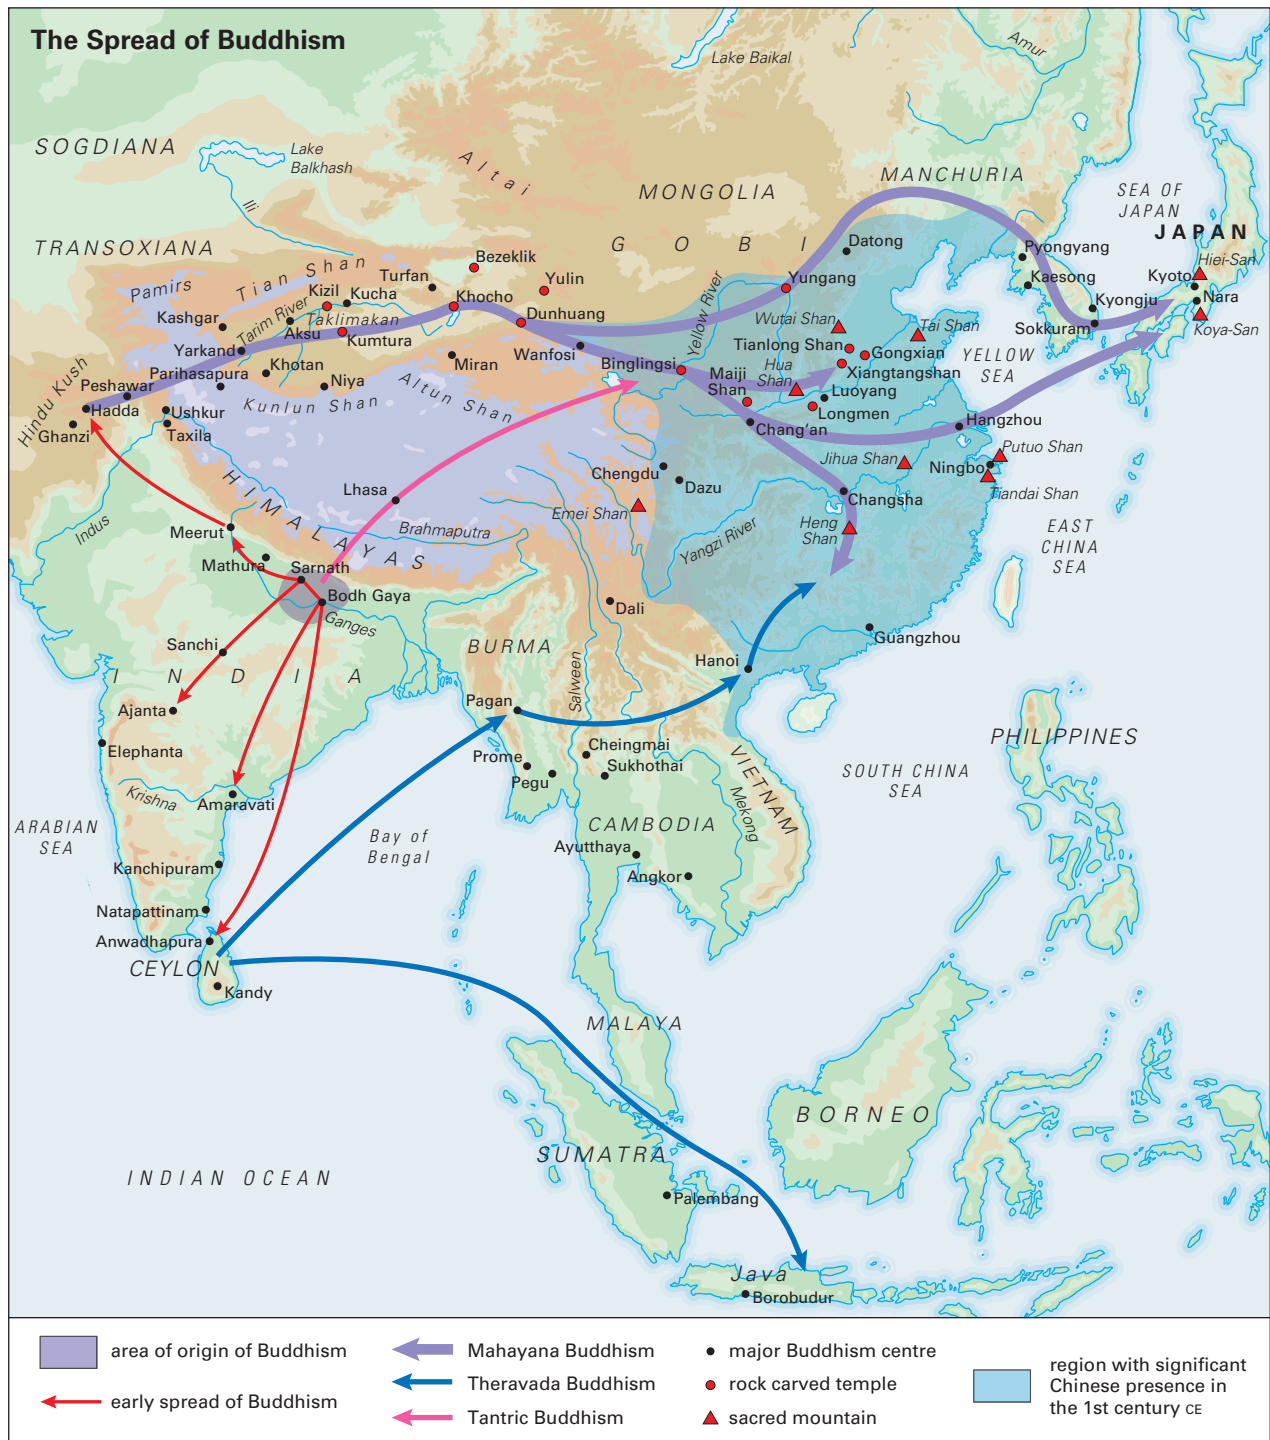 The Spread of Buddhism
Lake Baikal
Amur
SOGDIANA
Lake
Balkhash
Altai
Ili
MONGOLIA
MANCHURIA
SEA OF
JAPAN
JAPAN
TRANSOXIANA
GOBI
Datong
Pyongyang
Hiei-San
Bezeklik
Tian Shan
Turfan
Yulin
Yungang
Kaesong
Kyoto
Pamirs
Kizil
Kucha
Khocho
Yellow River
Kyongju
Nara
Kashgar
Tarim River
Taklimakan
Dunhuang
Wutai Shan
Tai Shan
Sokkuram
Koya-San
Aksu
Kumtura
Tianlong Shan
Gongxian
YELLOW
SEA
Yarkand
Wanfosi
Binglingsi
Hua
Shan
Xiangtangshan
Parihasapura
Khotan
Miran
Maiji
Shan
Luoyang
Hindu Kush
Peshawar
Niya
Altun Shan
Longmen
Hadda
Ushkur
Kunlun Shan
Chang'an
Hangzhou
Ghanzi
Taxila
Putuo Shan
Jihua Shan
Ningbo
Chengdu
Dazu
Tiandai Shan
Lhasa
Changsha
HIMALAYAS
Emei Shan
Heng
Shan
Indus
Meerut
Brahmaputra
Yangzi River
EAST
CHINA
SEA
Mathura
Sarnath
Bodh Gaya
Dali
Ganges
Guangzhou
Sanchi
BURMA
Hanoi
INDIA
Salween
Pagan
Ajanta
Elephanta
Cheingmai
PHILIPPINES
Prome
Sukhothai
VIETNAM
SOUTH CHINA
SEA
Pegu
Krishna
Amaravati
Mekong
ARABIAN
SEA
Bay of
Bengal
CAMBODIA
Ayutthaya
Kanchipuram
Angkor
Natapattinam
Anwadhapura
CEYLON
Kandy
MALAYA
BORNEO
SUMATRA
INDIAN OCEAN
Palembang
Java
Borobudur
area of origin of Buddhism
early spread of Buddhism
Mahayana Buddhism
Theravada Buddhism
Tantric Buddhism
major Buddhism centre
rock carved temple
sacred mountain
region with significant
Chinese presence in
the 1st century CE